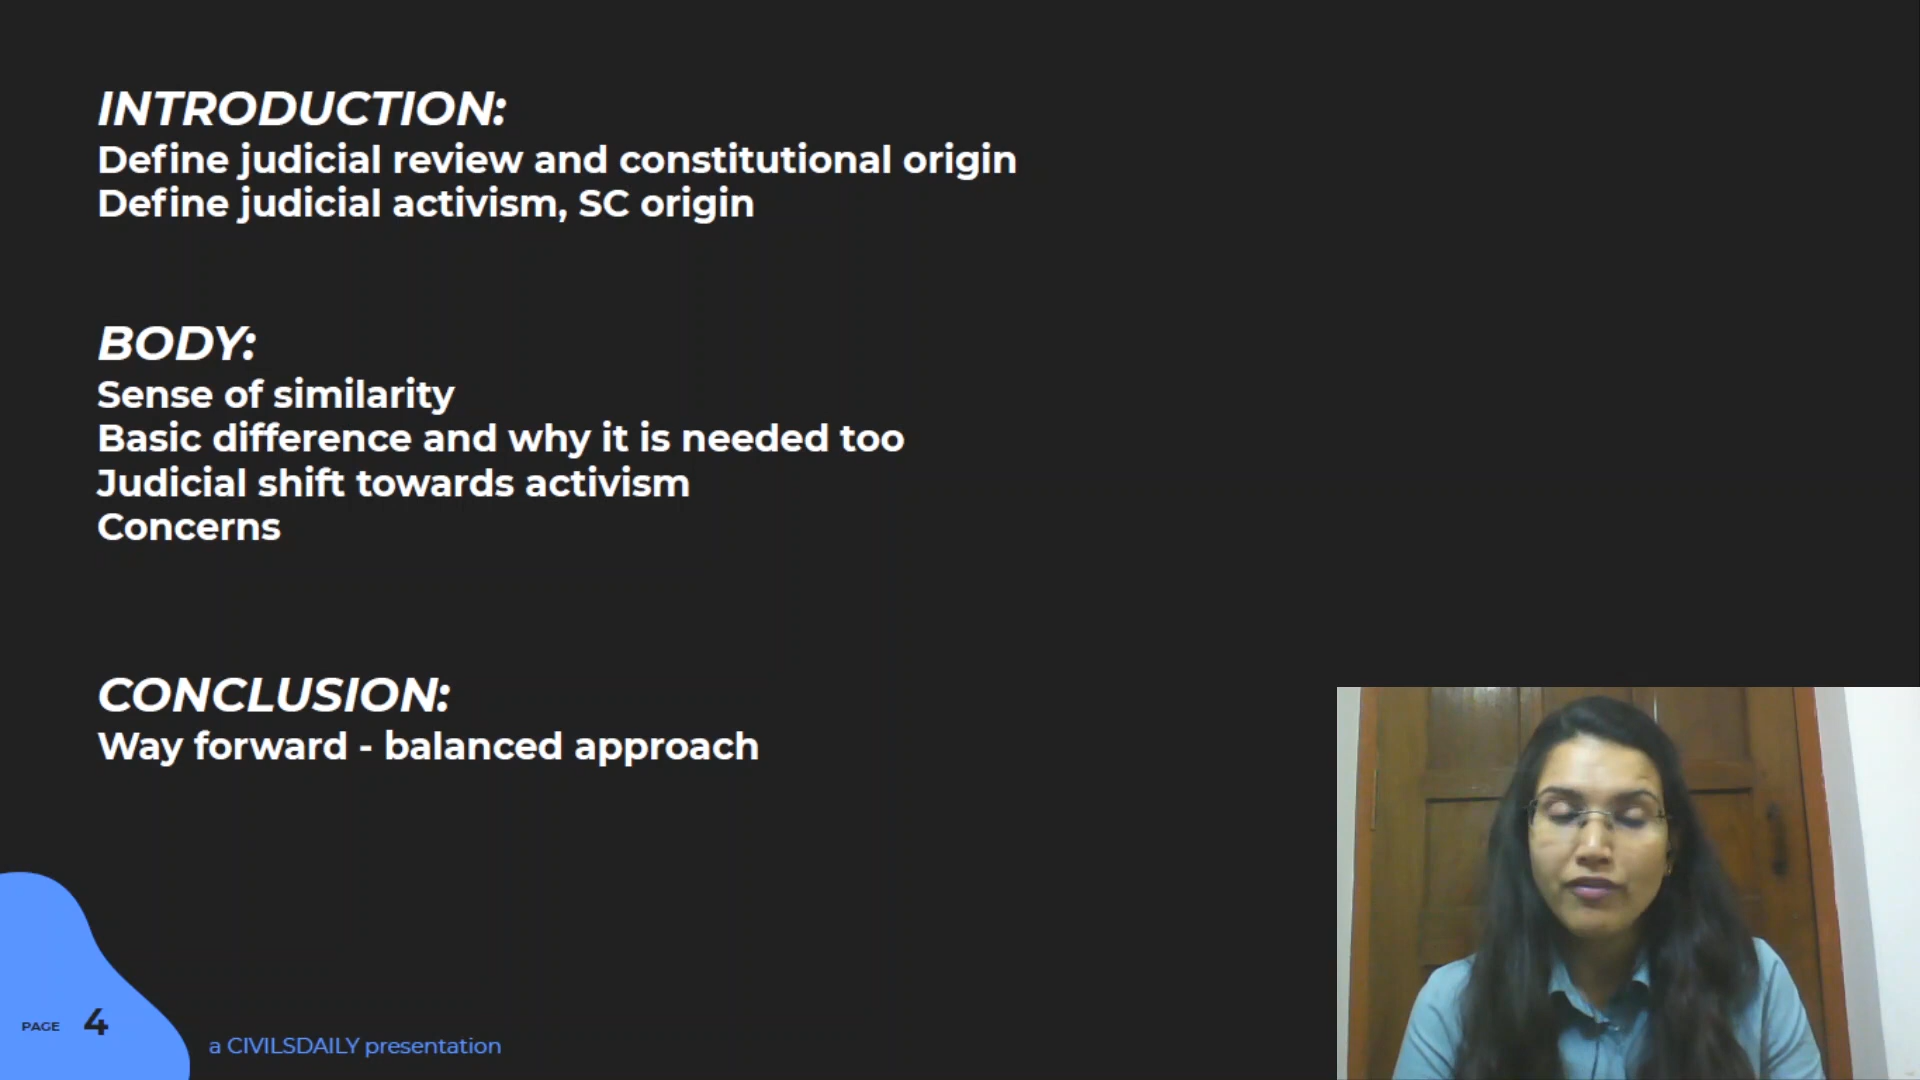 INTRODUCTION:
Define judicial review and constitutional origin
Define judicial activism, SC origin
BODY:
Sense of similarity
Basic difference and why it is needed too
Judicial shift towards activism
Concerns
CONCLUSION:
Way forward - balanced approach
PAGE 4
a CIVILSDAILY presentation